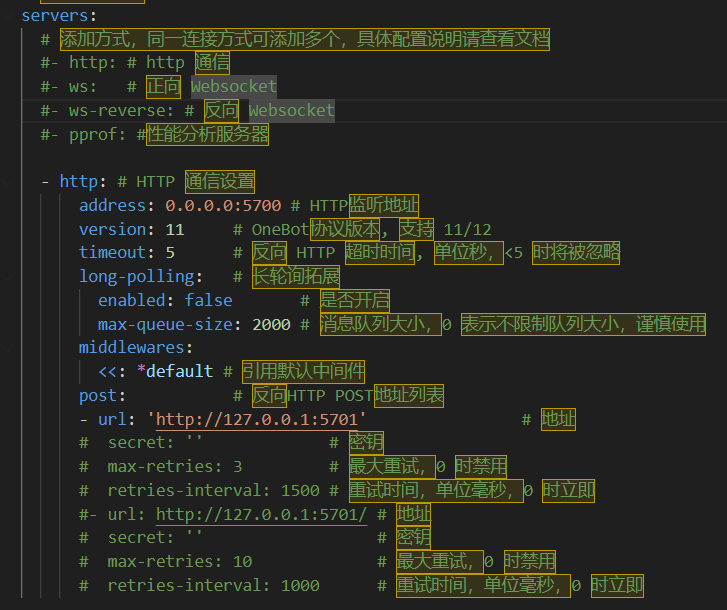 servers:
# 添加方式，同一连接方式可添加多个，具体配置说明请查看文档
#- http: # http 通信
#- ws:   # 正向 Websocket
#- ws-reverse: # 反向 Websocket
#- pprof: #性能分析服务器
- http: # HTTP 通信设置
address: 0.0.0.0:5700 # HTTP监听地址
version: 11     # OneBot协议版本, 支持 11/12
timeout: 5      # 反向 HTTP 超时时间, 单位秒，<5 时将被忽略
long-polling:   # 长轮询拓展
enabled: false       # 是否开启
max-queue-size: 2000 # 消息队列大小，0 表示不限制队列大小，谨慎使用
middlewares:
<<: *default # 引用默认中间件
post:           # 反向HTTP POST地址列表
- url: 'http://127.0.0.1:5701'                # 地址
#  secret: ''             # 密钥
#  max-retries: 3         # 最大重试，0 时禁用
#  retries-interval: 1500 # 重试时间，单位毫秒，0 时立即
#- url: http://127.0.0.1:5701/ # 地址
#  secret: ''                  # 密钥
#  max-retries: 10             # 最大重试，0 时禁用
#  retries-interval: 1000      # 重试时间，单位毫秒，0 时立即